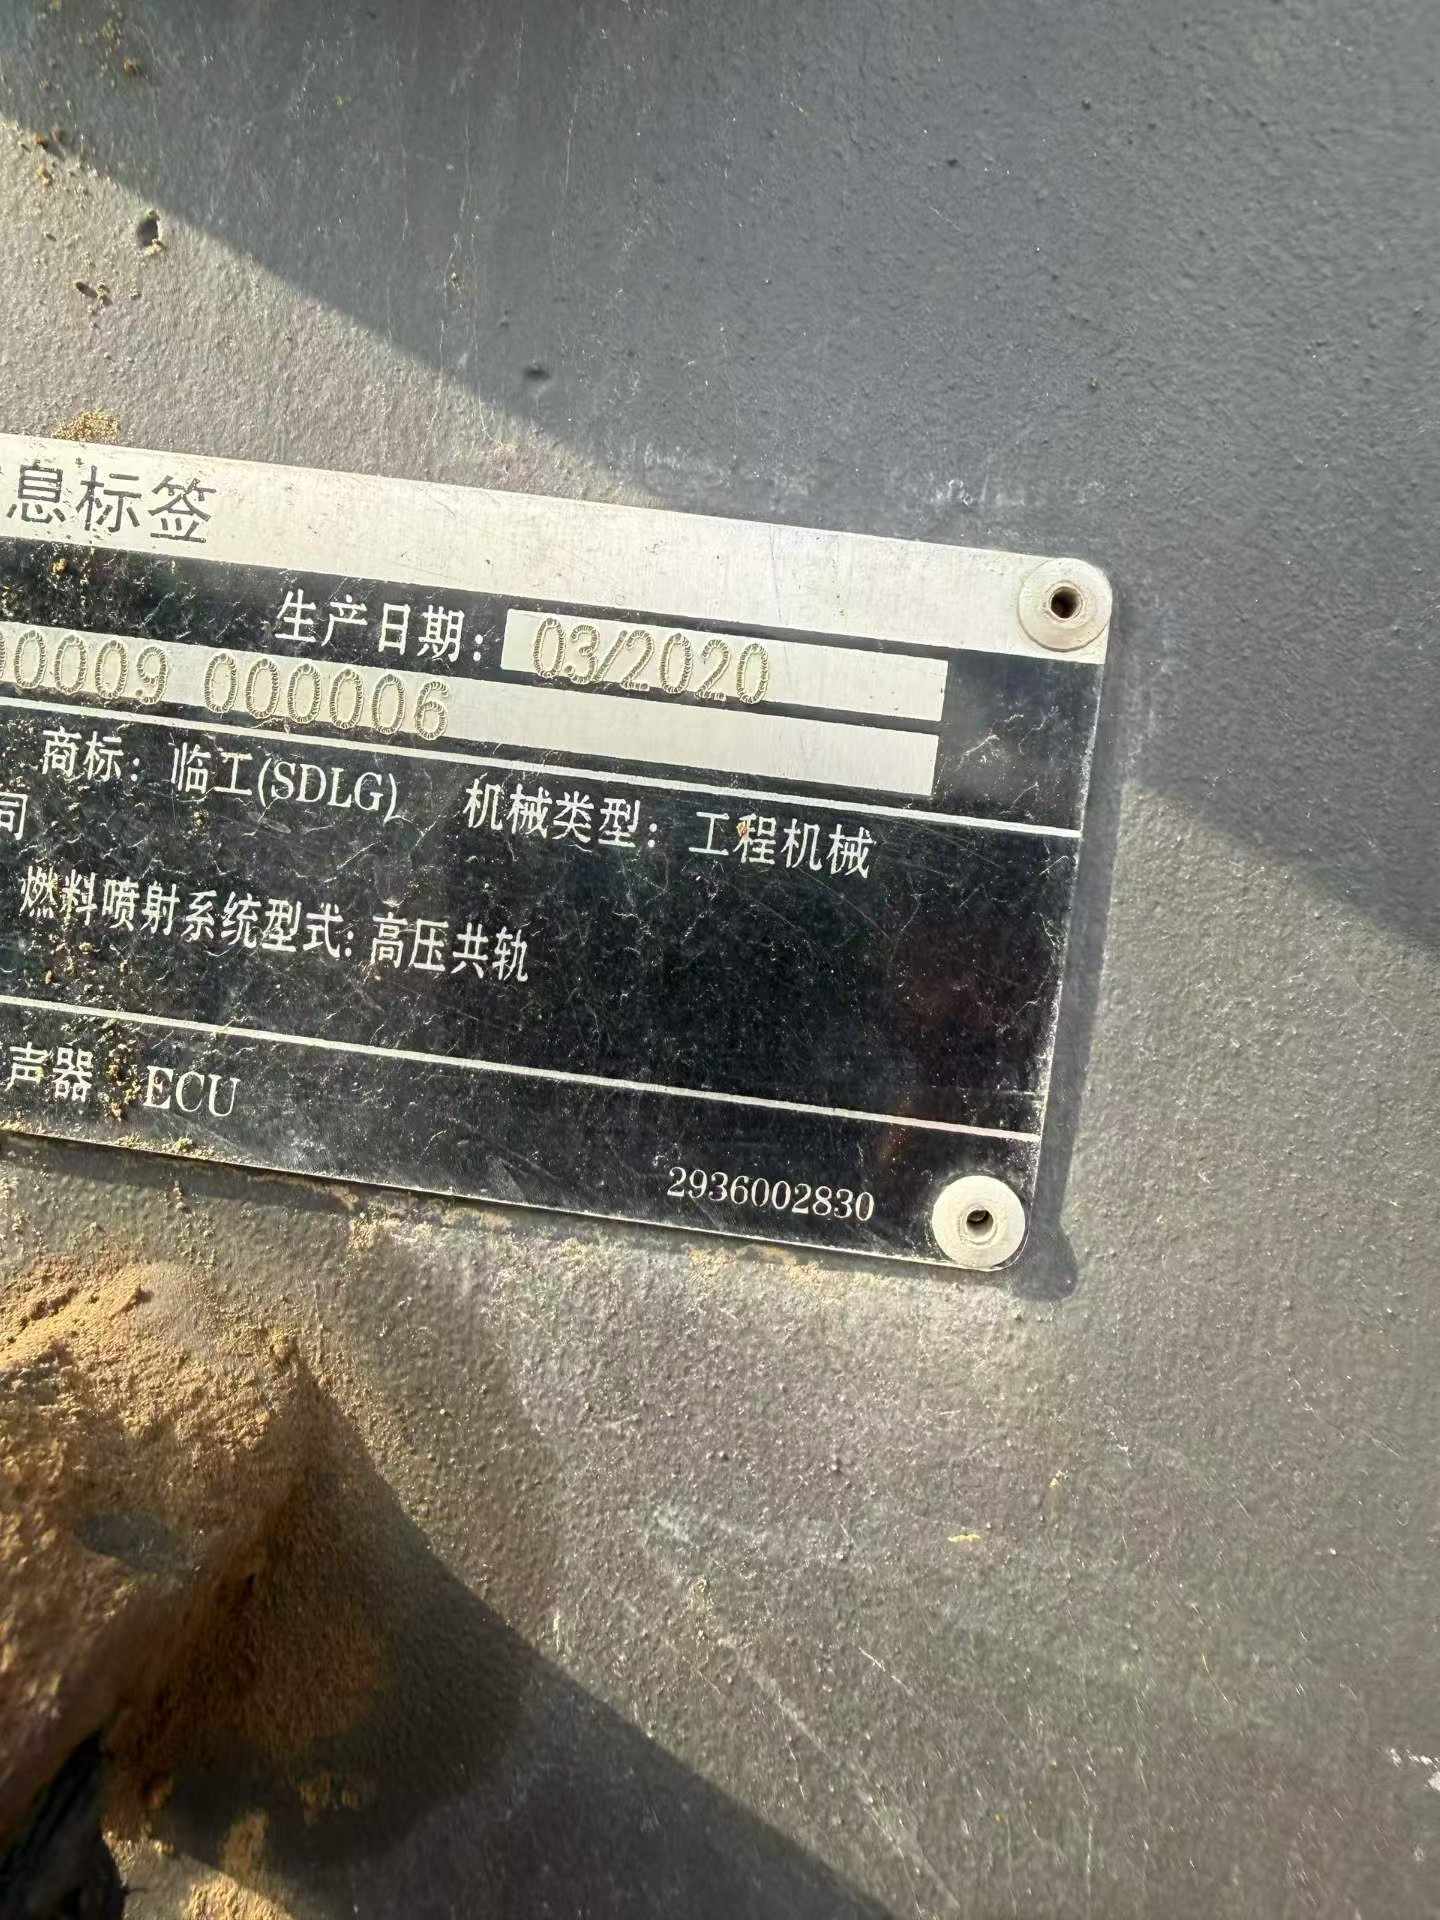 息标签
生产日期：03/2020
0009 000006
商标：临工(SDLG) 机械类型：工程机械
司
燃料喷射系统型式：高压共轨
声器 ECU
2936002830